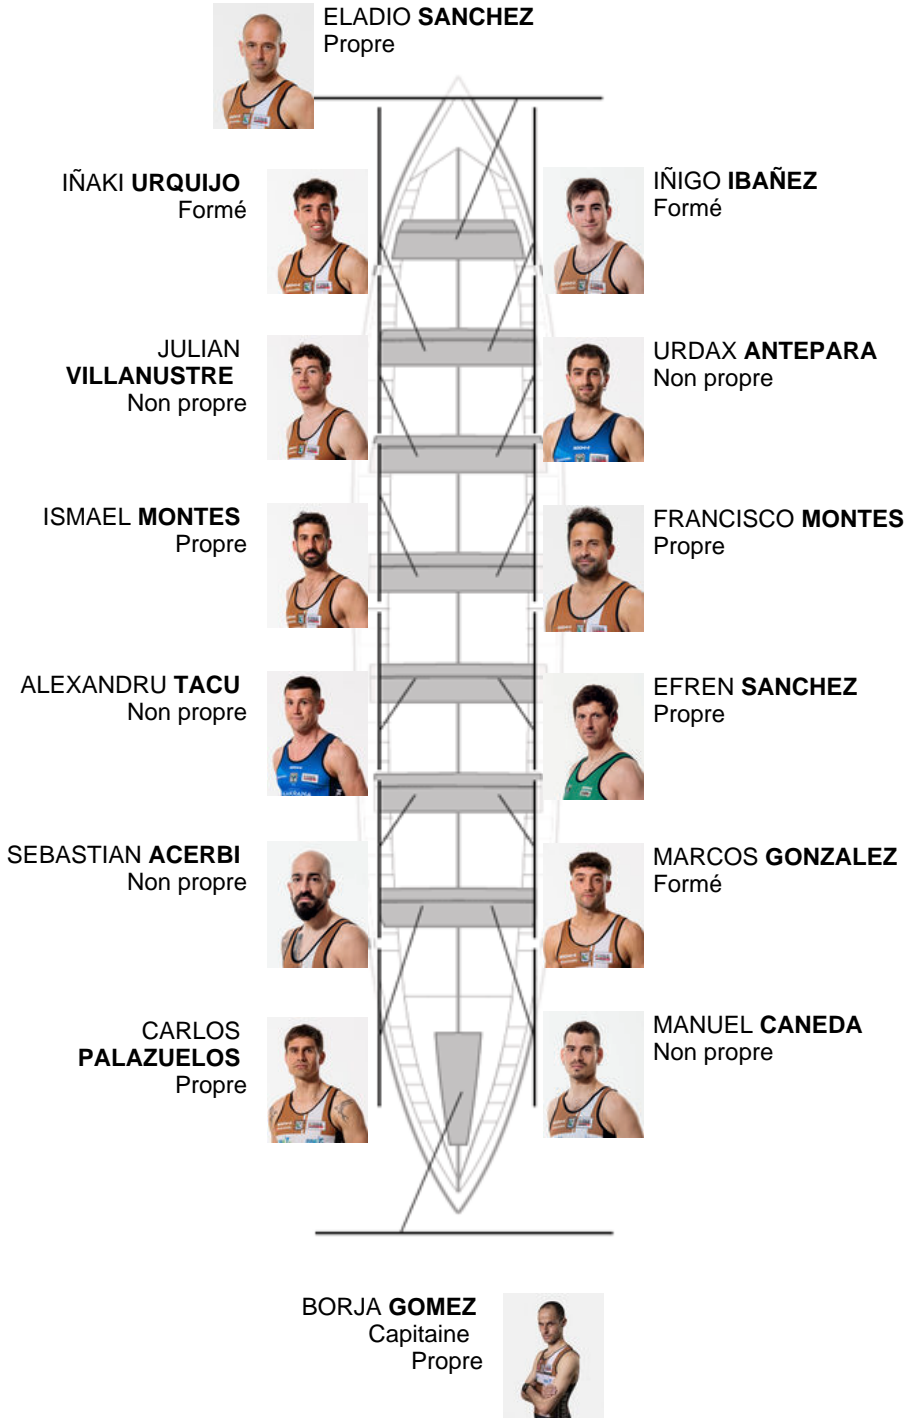 ELADIO SANCHEZ
Propre
IÑAKI URQUIJO
Formé
IÑIGO IBAÑEZ
Formé
JULIAN
VILLANUSTRE
Non propre
URDAX ANTEPARA
Non propre
ISMAEL MONTES
Propre
FRANCISCO MONTES
Propre
ALEXANDRU TACU
Non propre
EFREN SANCHEZ
Propre
SEBASTIAN ACERBI
Non propre
MARCOS GONZALEZ
Formé
CARLOS
PALAZUELOS
Propre
MANUEL CANEDA
Non propre
BORJA GOMEZ
Capitaine
Propre